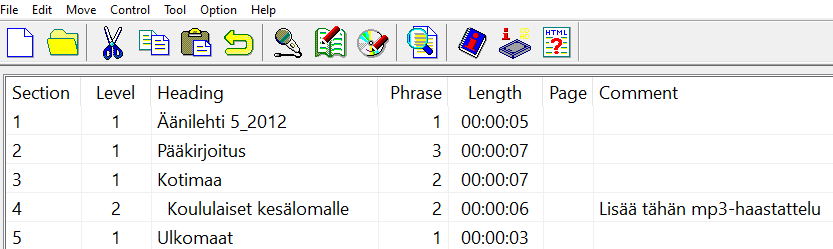 File Edit Move Control Tool Option Help
HTML ?
Section Level Heading Phrase Length Page Comment
1 1 Äänilehti 5_2012 1 00:00:05
2 1 Pääkirjoitus 3 00:00:07
3 1 Kotimaa 2 00:00:07
4 2 Koululaiset kesälomalle 2 00:00:06 Lisää tähän mp3-haastattelu
5 1 Ulkomaat 1 00:00:03